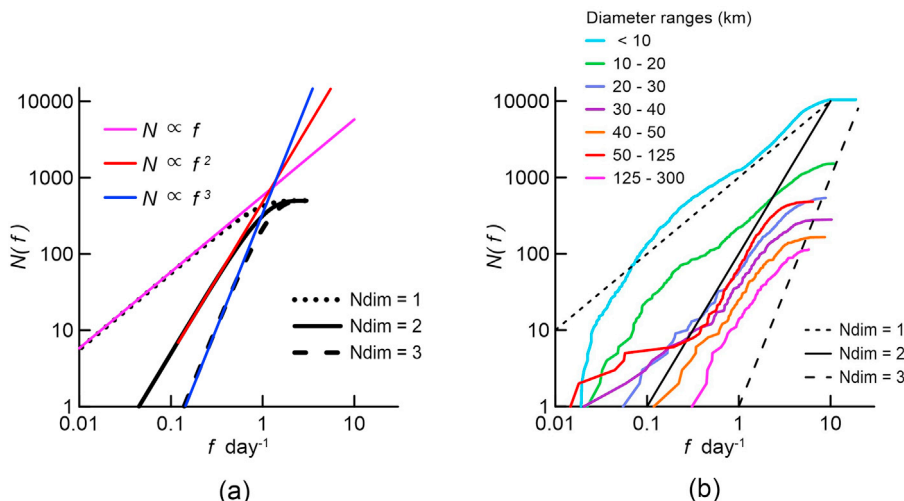 10000
1000
100
10
1
0.01
0.1
1
10
N(f)
f day-1
N ∝ f
N ∝ f2
N ∝ f3
Ndim = 1
Ndim = 2
Ndim = 3
(a)
Diameter ranges (km)
< 10
10 - 20
20 - 30
30 - 40
40 - 50
50 - 125
125 - 300
10000
1000
100
10
1
0.01
0.1
1
10
N(f)
f day-1
Ndim = 1
Ndim = 2
Ndim = 3
(b)